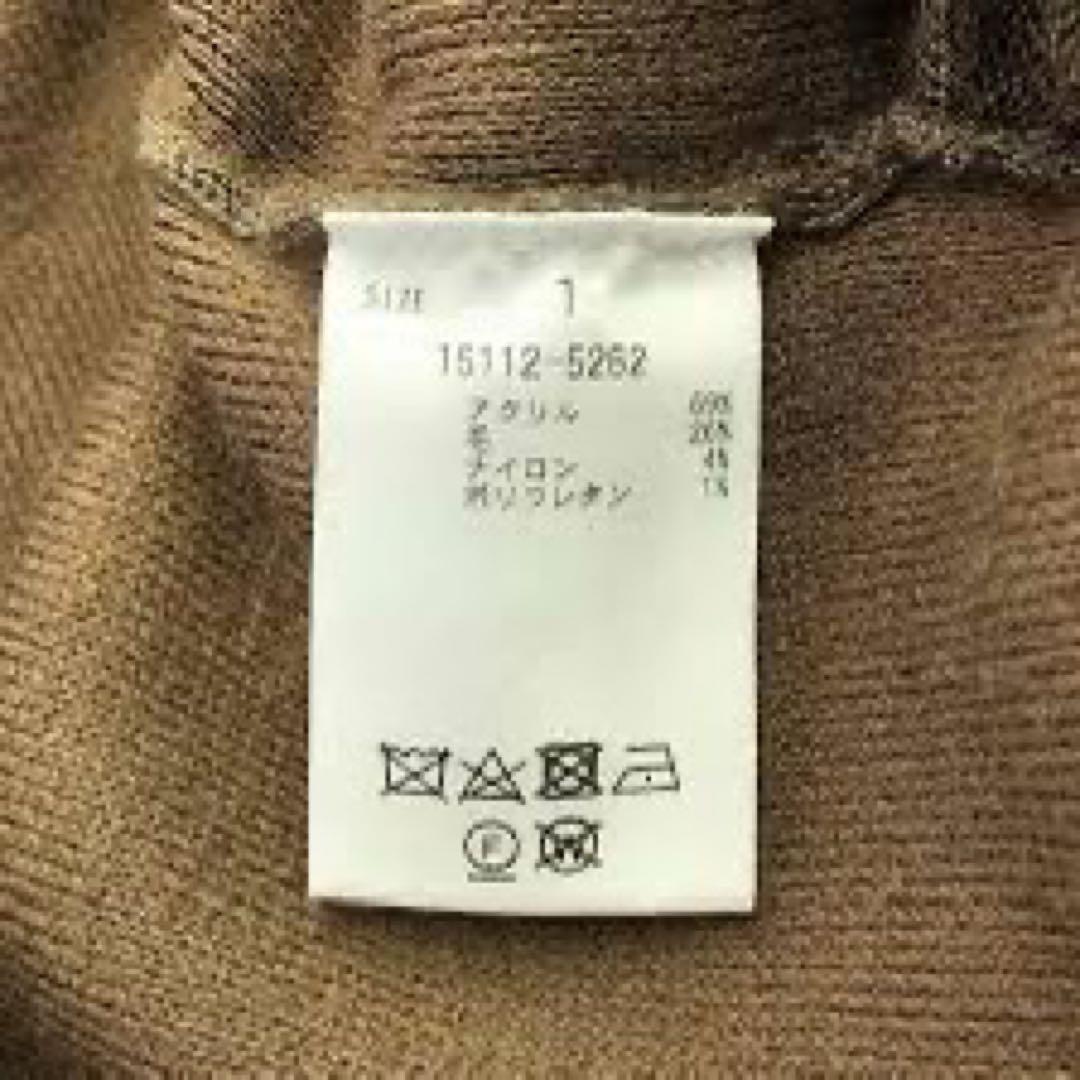 SIZE 1
15112-5262
アクリル 69%
毛 26%
ナイロン 4%
ポリウレタン 1%
F
W